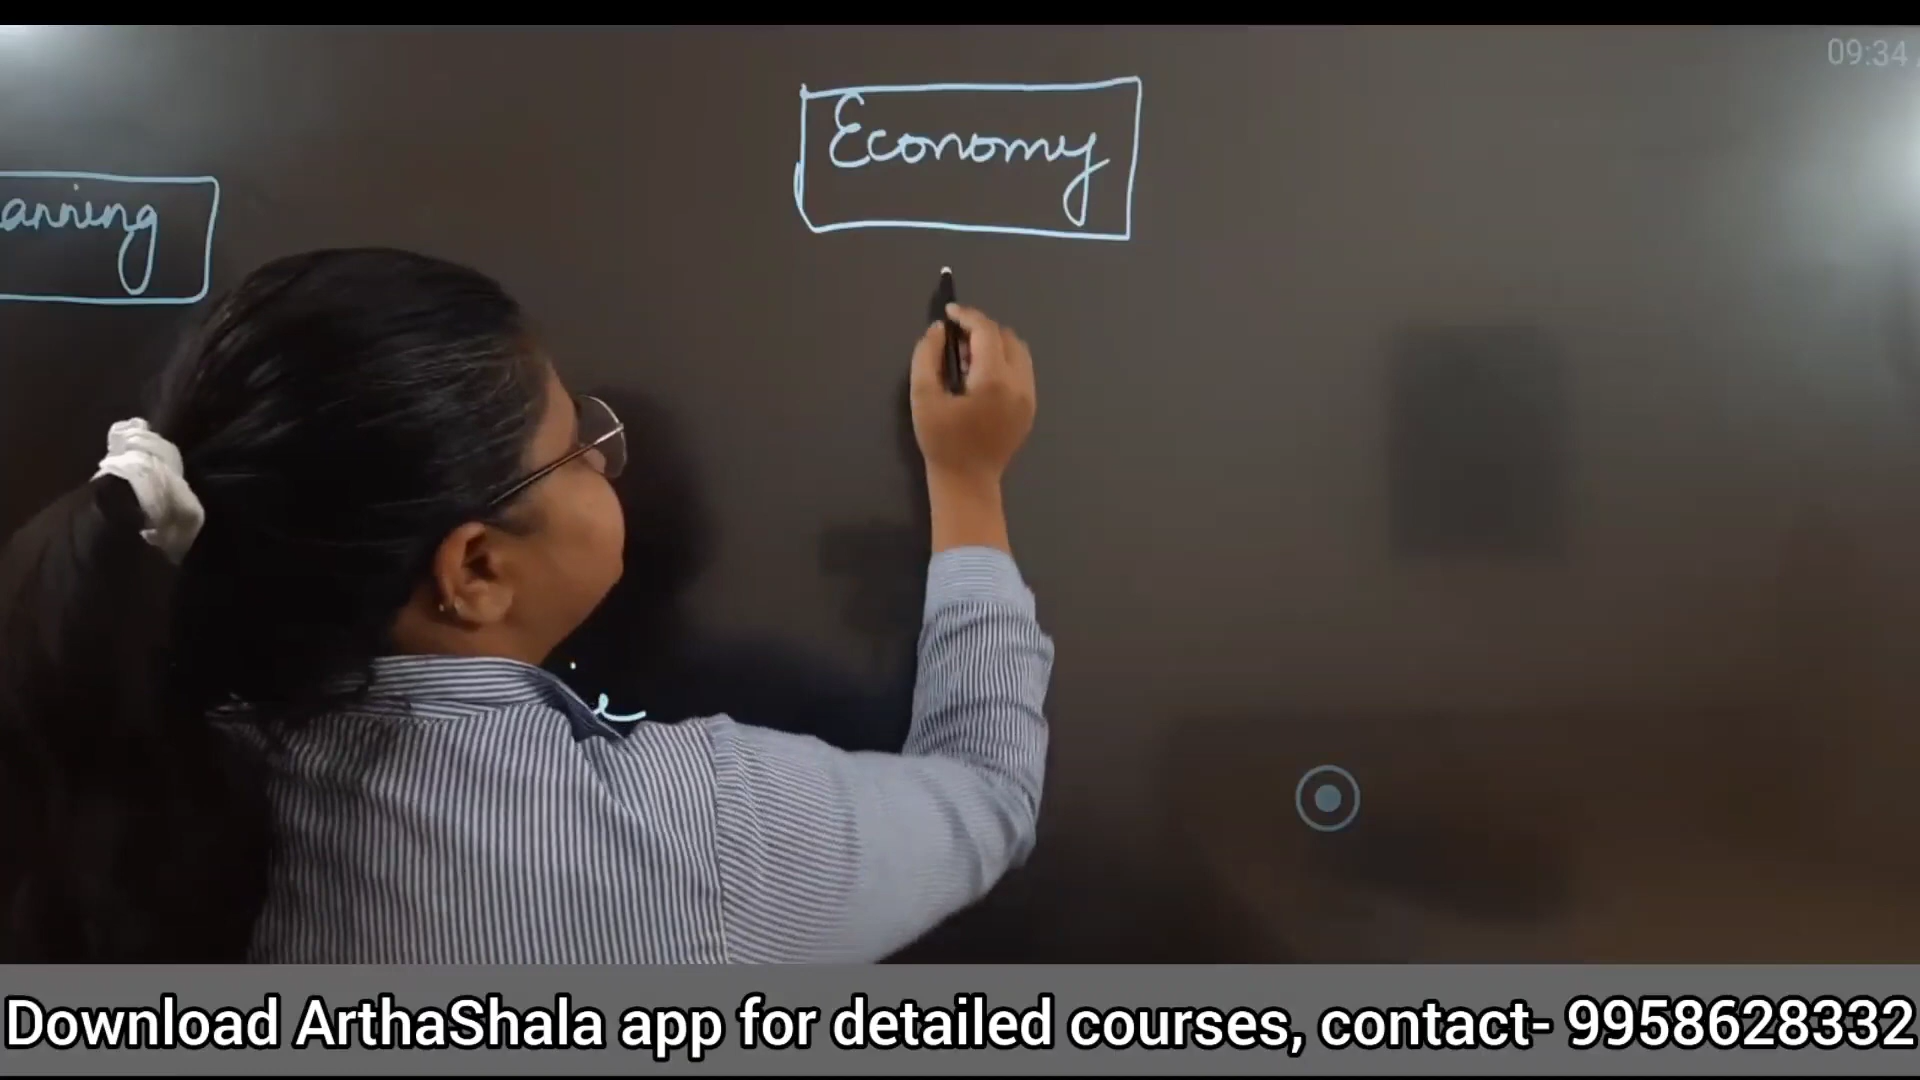 09:34
Economy
anning
e
Download ArthaShala app for detailed courses, contact- 9958628332